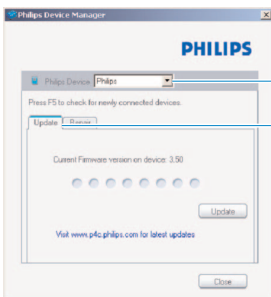 Philips Device Manager
PHILIPS
Philips Device Philips
Press F5 to check for newly connected devices.
Update Repair
Current Firmware version on device: 3.50
Update
Visit www.p4c.philips.com for latest updates
Close